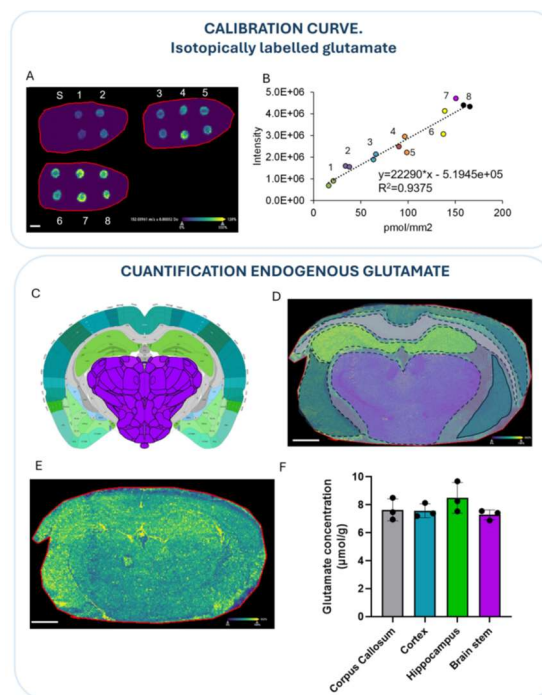 CALIBRATION CURVE.
Isotopically labelled glutamate
A
S 1 2
3 4 5
6 7 8
B
Intensity
5.0E+06
4.0E+06
3.0E+06
2.0E+06
1.0E+06
0.0E+00
1
2
3
4
5
6
7
8
y=22290*x - 5.1945e+05
R²=0.9375
0 50 100 150 200
pmol/mm2
CUANTIFICATION ENDOGENOUS GLUTAMATE
C
D
E
F
Glutamate concentration
(µmol/g)
10
8
6
4
2
0
Corpus Callosum
Cortex
Hippocampus
Brain stem